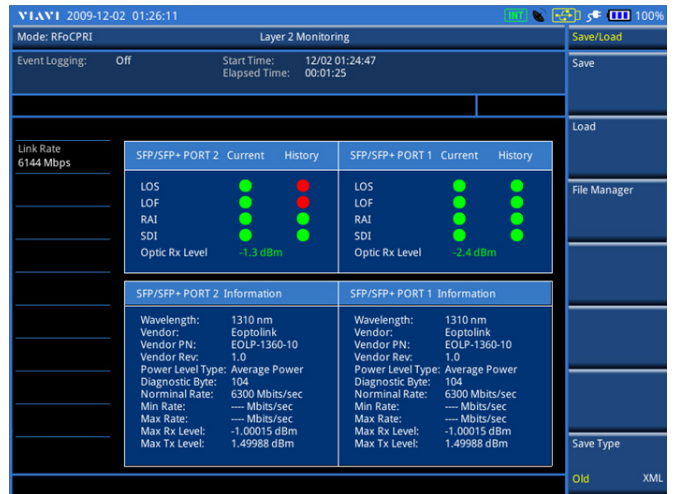 VIAVI 2009-12-02 01:26:11 INT 100%
Mode: RFoCPRI Layer 2 Monitoring Save/Load
Event Logging: Off Start Time: 12/02 01:24:47
Elapsed Time: 00:01:25
Save
Load
File Manager
Link Rate
6144 Mbps
SFP/SFP+ PORT 2 Current History
LOS
LOF
RAI
SDI
Optic Rx Level -1.3 dBm
SFP/SFP+ PORT 1 Current History
LOS
LOF
RAI
SDI
Optic Rx Level -2.4 dBm
SFP/SFP+ PORT 2 Information
Wavelength: 1310 nm
Vendor: Eoptolink
Vendor PN: EOLP-1360-10
Vendor Rev: 1.0
Power Level Type: Average Power
Diagnostic Byte: 104
Norminal Rate: 6300 Mbits/sec
Min Rate: ---- Mbits/sec
Max Rate: ---- Mbits/sec
Max Rx Level: -1.00015 dBm
Max Tx Level: 1.49988 dBm
SFP/SFP+ PORT 1 Information
Wavelength: 1310 nm
Vendor: Eoptolink
Vendor PN: EOLP-1360-10
Vendor Rev: 1.0
Power Level Type: Average Power
Diagnostic Byte: 104
Norminal Rate: 6300 Mbits/sec
Min Rate: ---- Mbits/sec
Max Rate: ---- Mbits/sec
Max Rx Level: -1.00015 dBm
Max Tx Level: 1.49988 dBm
Save Type
Old XML